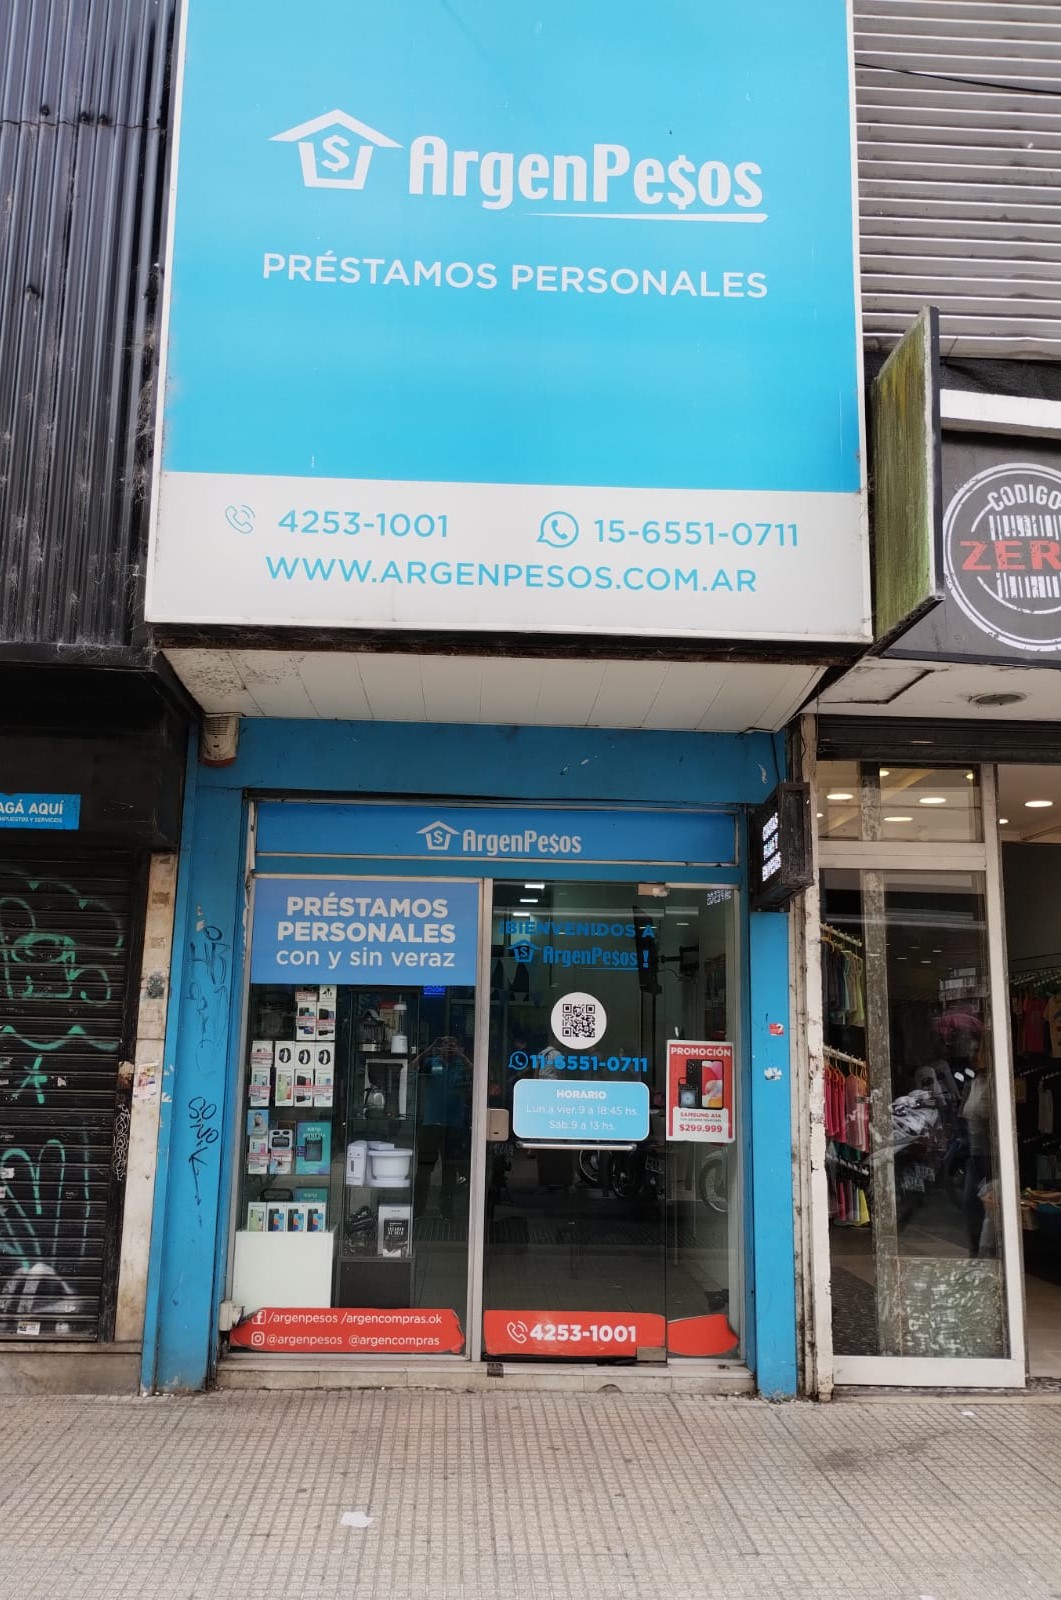 ArgenPe$os
PRÉSTAMOS PERSONALES
4253-1001
15-6551-0711
WWW.ARGENPESOS.COM.AR
CODIGO
ZER
AGÁ AQUÍ
ArgenPe$os
PRÉSTAMOS
PERSONALES
con y sin veraz
BIENVENIDOS A
ArgenPe$os !
11-6551-0711
HORARIO
Lun. a vier. 9 a 18:45 hs.
Sáb. 9 a 13 hs.
PROMOCIÓN
SAMSUNG A14
$299.999
/argenpesos /argencompras.ok
@argenpesos @argencompras
4253-1001